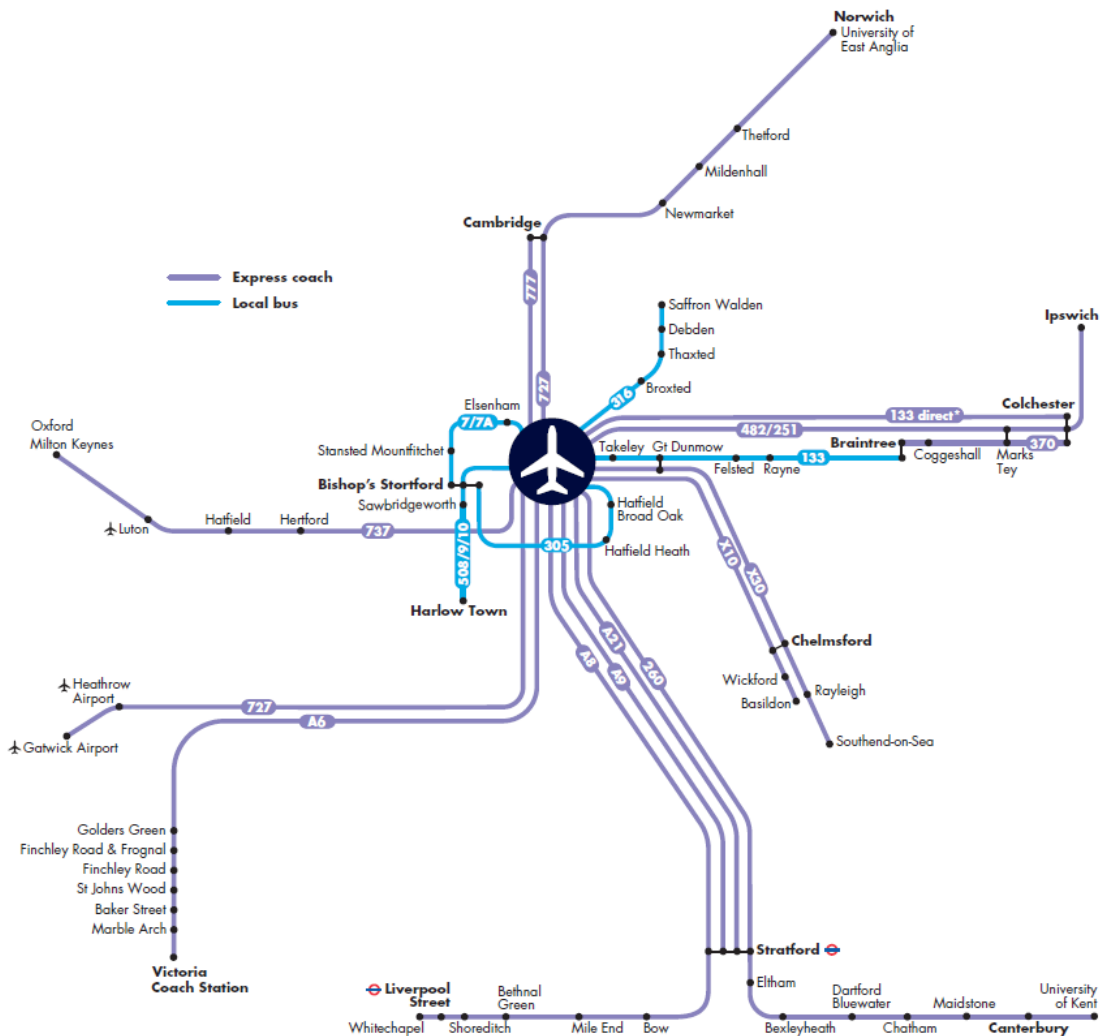 Norwich
University of
East Anglia
Thetford
Mildenhall
Newmarket
Cambridge
777
727
Express coach
Local bus
Saffron Walden
Debden
Thaxted
Broxted
316
Ipswich
Oxford
Milton Keynes
Luton
Hatfield
Hertford
737
Elsenham
7/7A
Stansted Mountfitchet
Bishop's Stortford
Sawbridgeworth
508/9/10
Harlow Town
305
133 direct*
Colchester
482/251
Braintree
370
Takeley
Gt Dunmow
Felsted
Rayne
133
Coggeshall
Marks
Tey
Hatfield
Broad Oak
Hatfield Heath
X10
X30
Chelmsford
Wickford
Basildon
Rayleigh
Southend-on-Sea
A8
A9
A21
260
Heathrow
Airport
727
A6
Gatwick Airport
Golders Green
Finchley Road & Frognal
Finchley Road
St Johns Wood
Baker Street
Marble Arch
Victoria
Coach Station
Stratford
Eltham
Liverpool
Street
Whitechapel
Shoreditch
Bethnal
Green
Mile End
Bow
Bexleyheath
Dartford
Bluewater
Chatham
Maidstone
Canterbury
University
of Kent